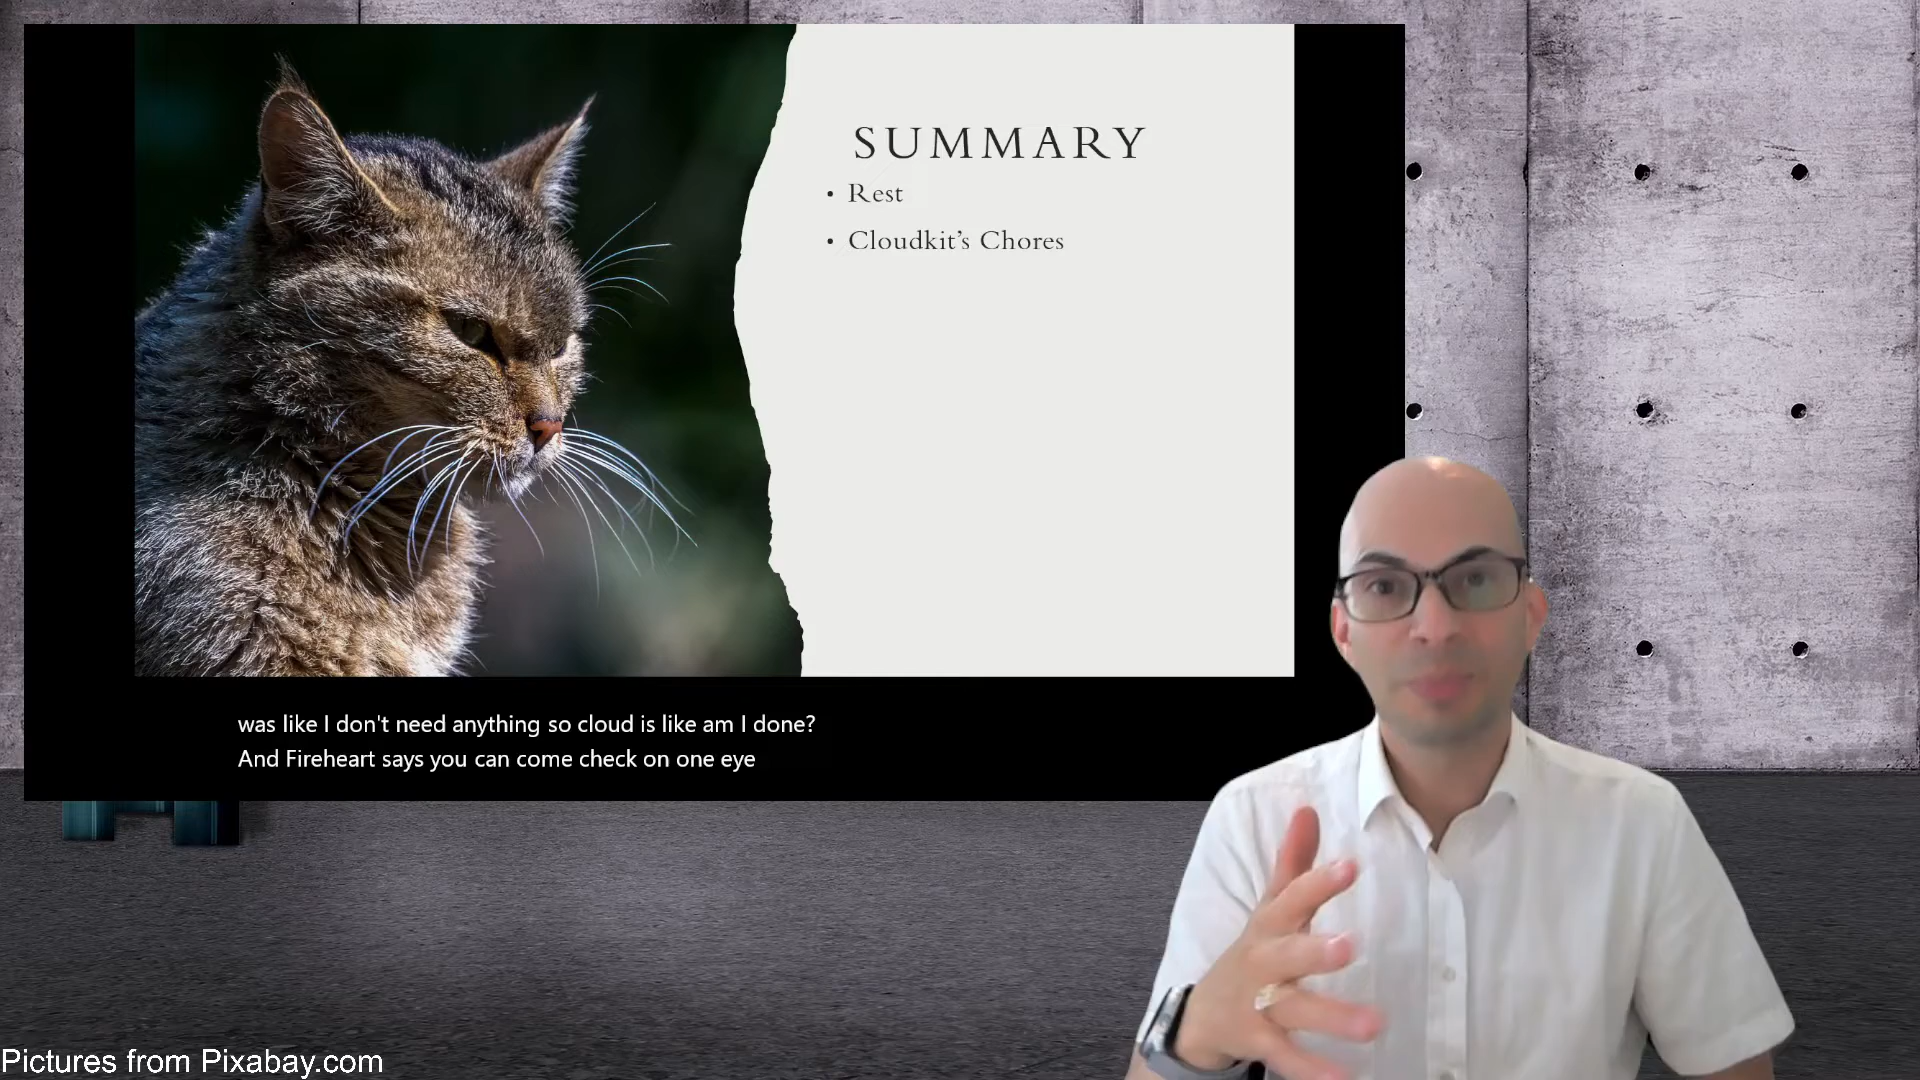 SUMMARY
• Rest
• Cloudkit’s Chores
was like I don't need anything so cloud is like am I done?
And Fireheart says you can come check on one eye
Pictures from Pixabay.com